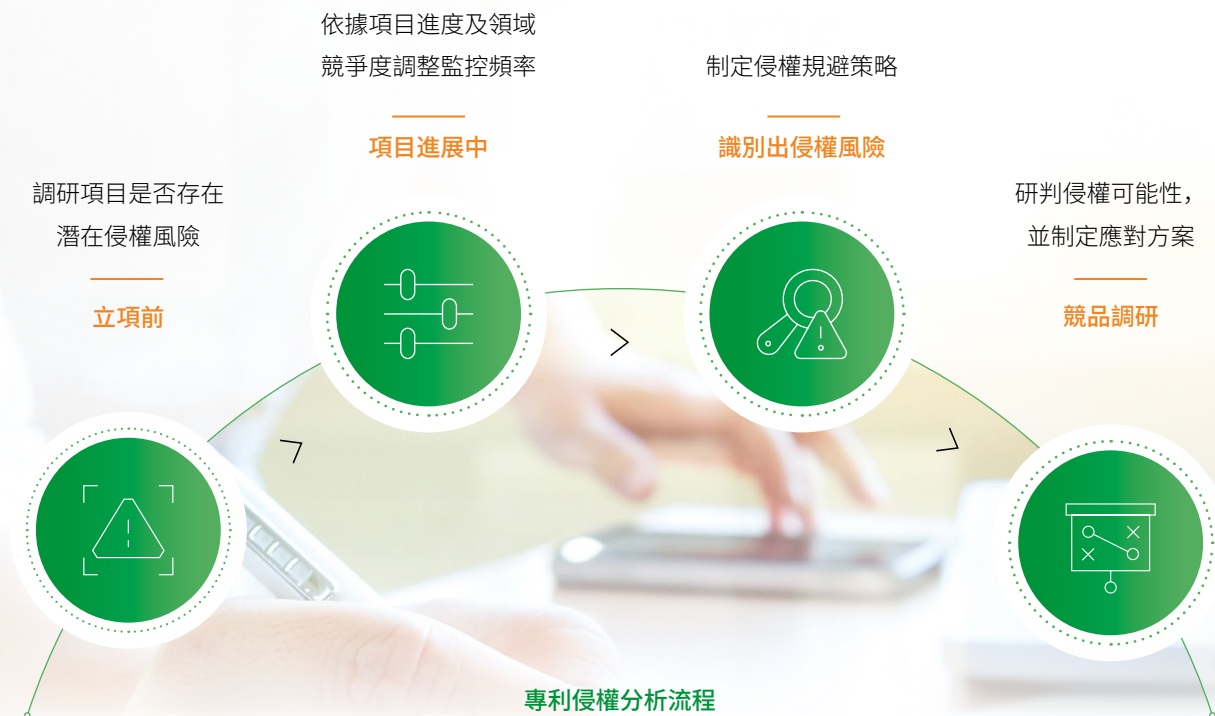 調研項目是否存在
潛在侵權風險
立項前
依據項目進度及領域
競爭度調整監控頻率
項目進展中
制定侵權規避策略
識別出侵權風險
研判侵權可能性，
並制定應對方案
競品調研
專利侵權分析流程